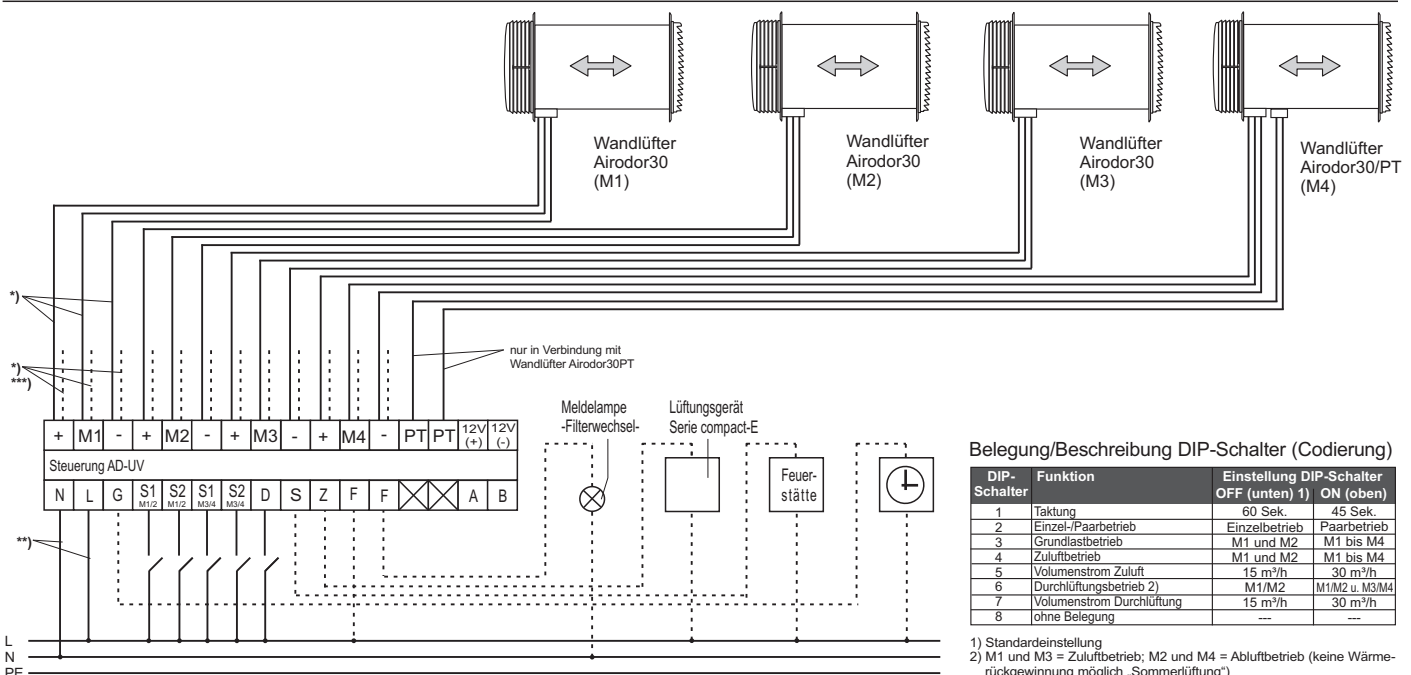 Wandlüfter
Airodor30
(M1)
Wandlüfter
Airodor30
(M2)
Wandlüfter
Airodor30
(M3)
Wandlüfter
Airodor30/PT
(M4)
*)
*)
***)
nur in Verbindung mit
Wandlüfter Airodor30PT
+ M1 - + M2 - + M3 - + M4 - PT PT 12V (+) 12V (-)
Steuerung AD-UV
N L G S1 M1/2 S2 M1/2 S1 M3/4 S2 M3/4 D S Z F F A B
**)
Meldelampe
-Filterwechsel-
Lüftungsgerät
Serie compact-E
Feuer-
stätte
L
N
PE
Belegung/Beschreibung DIP-Schalter (Codierung)
DIP-Schalter Funktion Einstellung DIP-Schalter
OFF (unten) 1) ON (oben)
1 Taktung 60 Sek. 45 Sek.
2 Einzel-/Paarbetrieb Einzelbetrieb Paarbetrieb
3 Grundlastbetrieb M1 und M2 M1 bis M4
4 Zuluftbetrieb M1 und M2 M1 bis M4
5 Volumenstrom Zuluft 15 m³/h 30 m³/h
6 Durchlüftungsbetrieb 2) M1/M2 M1/M2 u. M3/M4
7 Volumenstrom Durchlüftung 15 m³/h 30 m³/h
8 ohne Belegung --- ---
1) Standardeinstellung
2) M1 und M3 = Zuluftbetrieb; M2 und M4 = Abluftbetrieb (keine Wärme-
rückgewinnung möglich „Sommerlüftung")